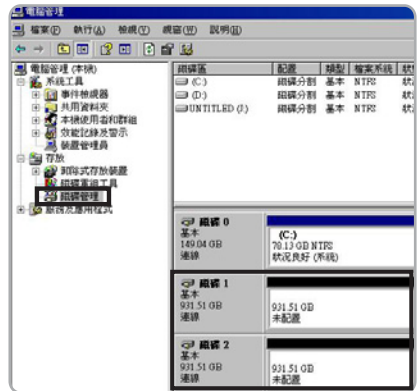 電腦管理
檔案(F) 執行(A) 檢視(V) 視窗(W) 說明(H)
電腦管理 (本機)
系統工具
事件檢視器
共用資料夾
本機使用者和群組
效能記錄及警示
裝置管理員
存放
卸除式存放裝置
磁碟重組工具
磁碟管理
服務及應用程式
磁碟區 配置 類型 檔案系統 狀
(C:) 磁碟分割 基本 NTFS 狀
(D:) 磁碟分割 基本 NTFS 狀
UNTITLED (J:) 磁碟分割 基本 NTFS 狀
磁碟 0
基本
149.04 GB
連線
(C:)
78.13 GB NTFS
狀況良好 (系統)
磁碟 1
基本
931.51 GB
連線
931.51 GB
未配置
磁碟 2
基本
931.51 GB
連線
931.51 GB
未配置